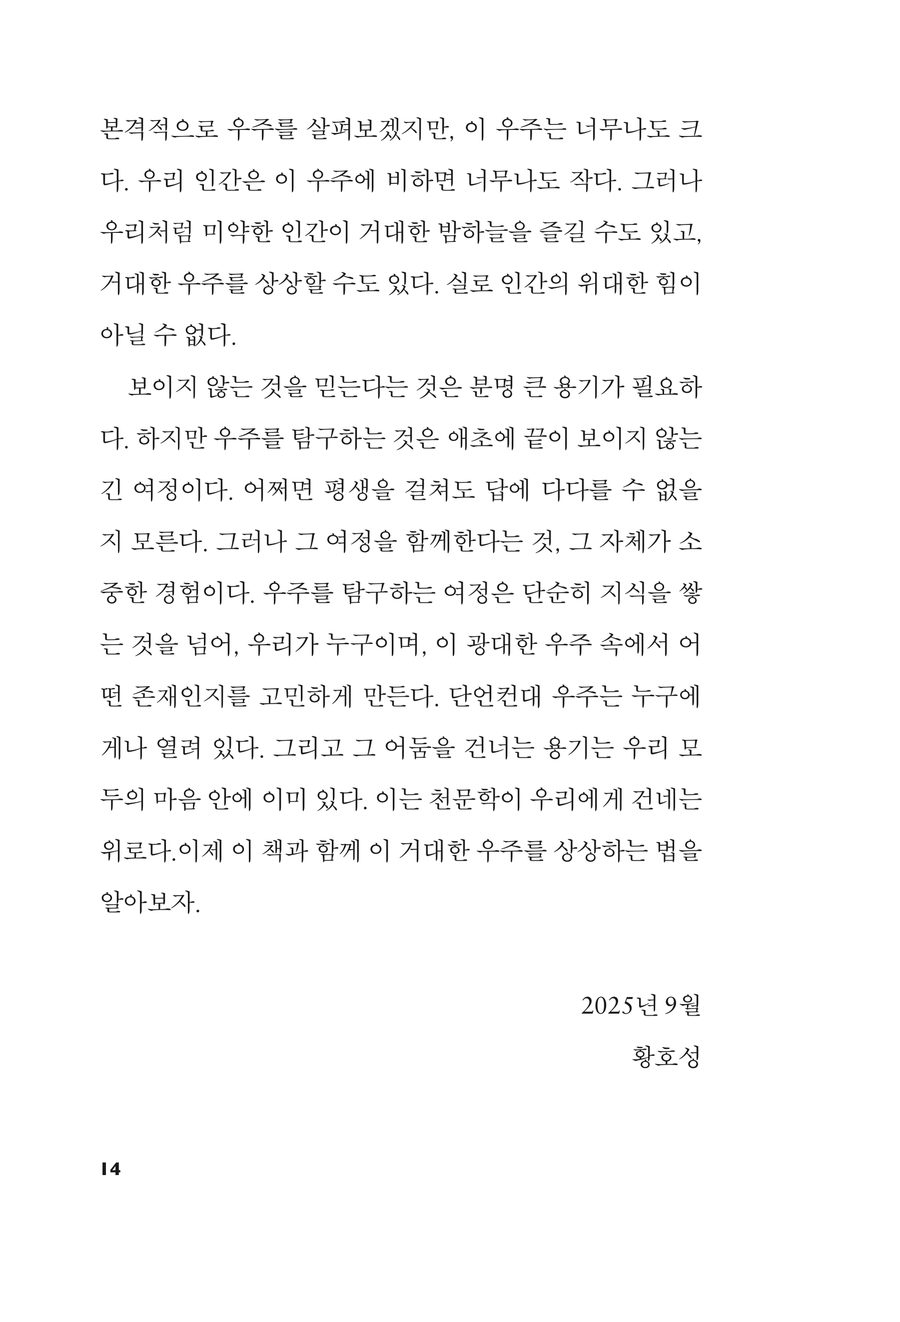 본격적으로 우주를 살펴보겠지만, 이 우주는 너무나도 크
다. 우리 인간은 이 우주에 비하면 너무나도 작다. 그러나
우리처럼 미약한 인간이 거대한 밤하늘을 즐길 수도 있고,
거대한 우주를 상상할 수도 있다. 실로 인간의 위대한 힘이
아닐 수 없다.
보이지 않는 것을 믿는다는 것은 분명 큰 용기가 필요하
다. 하지만 우주를 탐구하는 것은 애초에 끝이 보이지 않는
긴 여정이다. 어쩌면 평생을 걸쳐도 답에 다다를 수 없을
지 모른다. 그러나 그 여정을 함께한다는 것, 그 자체가 소
중한 경험이다. 우주를 탐구하는 여정은 단순히 지식을 쌓
는 것을 넘어, 우리가 누구이며, 이 광대한 우주 속에서 어
떤 존재인지를 고민하게 만든다. 단언컨대 우주는 누구에
게나 열려 있다. 그리고 그 어둠을 건너는 용기는 우리 모
두의 마음 안에 이미 있다. 이는 천문학이 우리에게 건네는
위로다.이제 이 책과 함께 이 거대한 우주를 상상하는 법을
알아보자.
2025년 9월
황호성
14